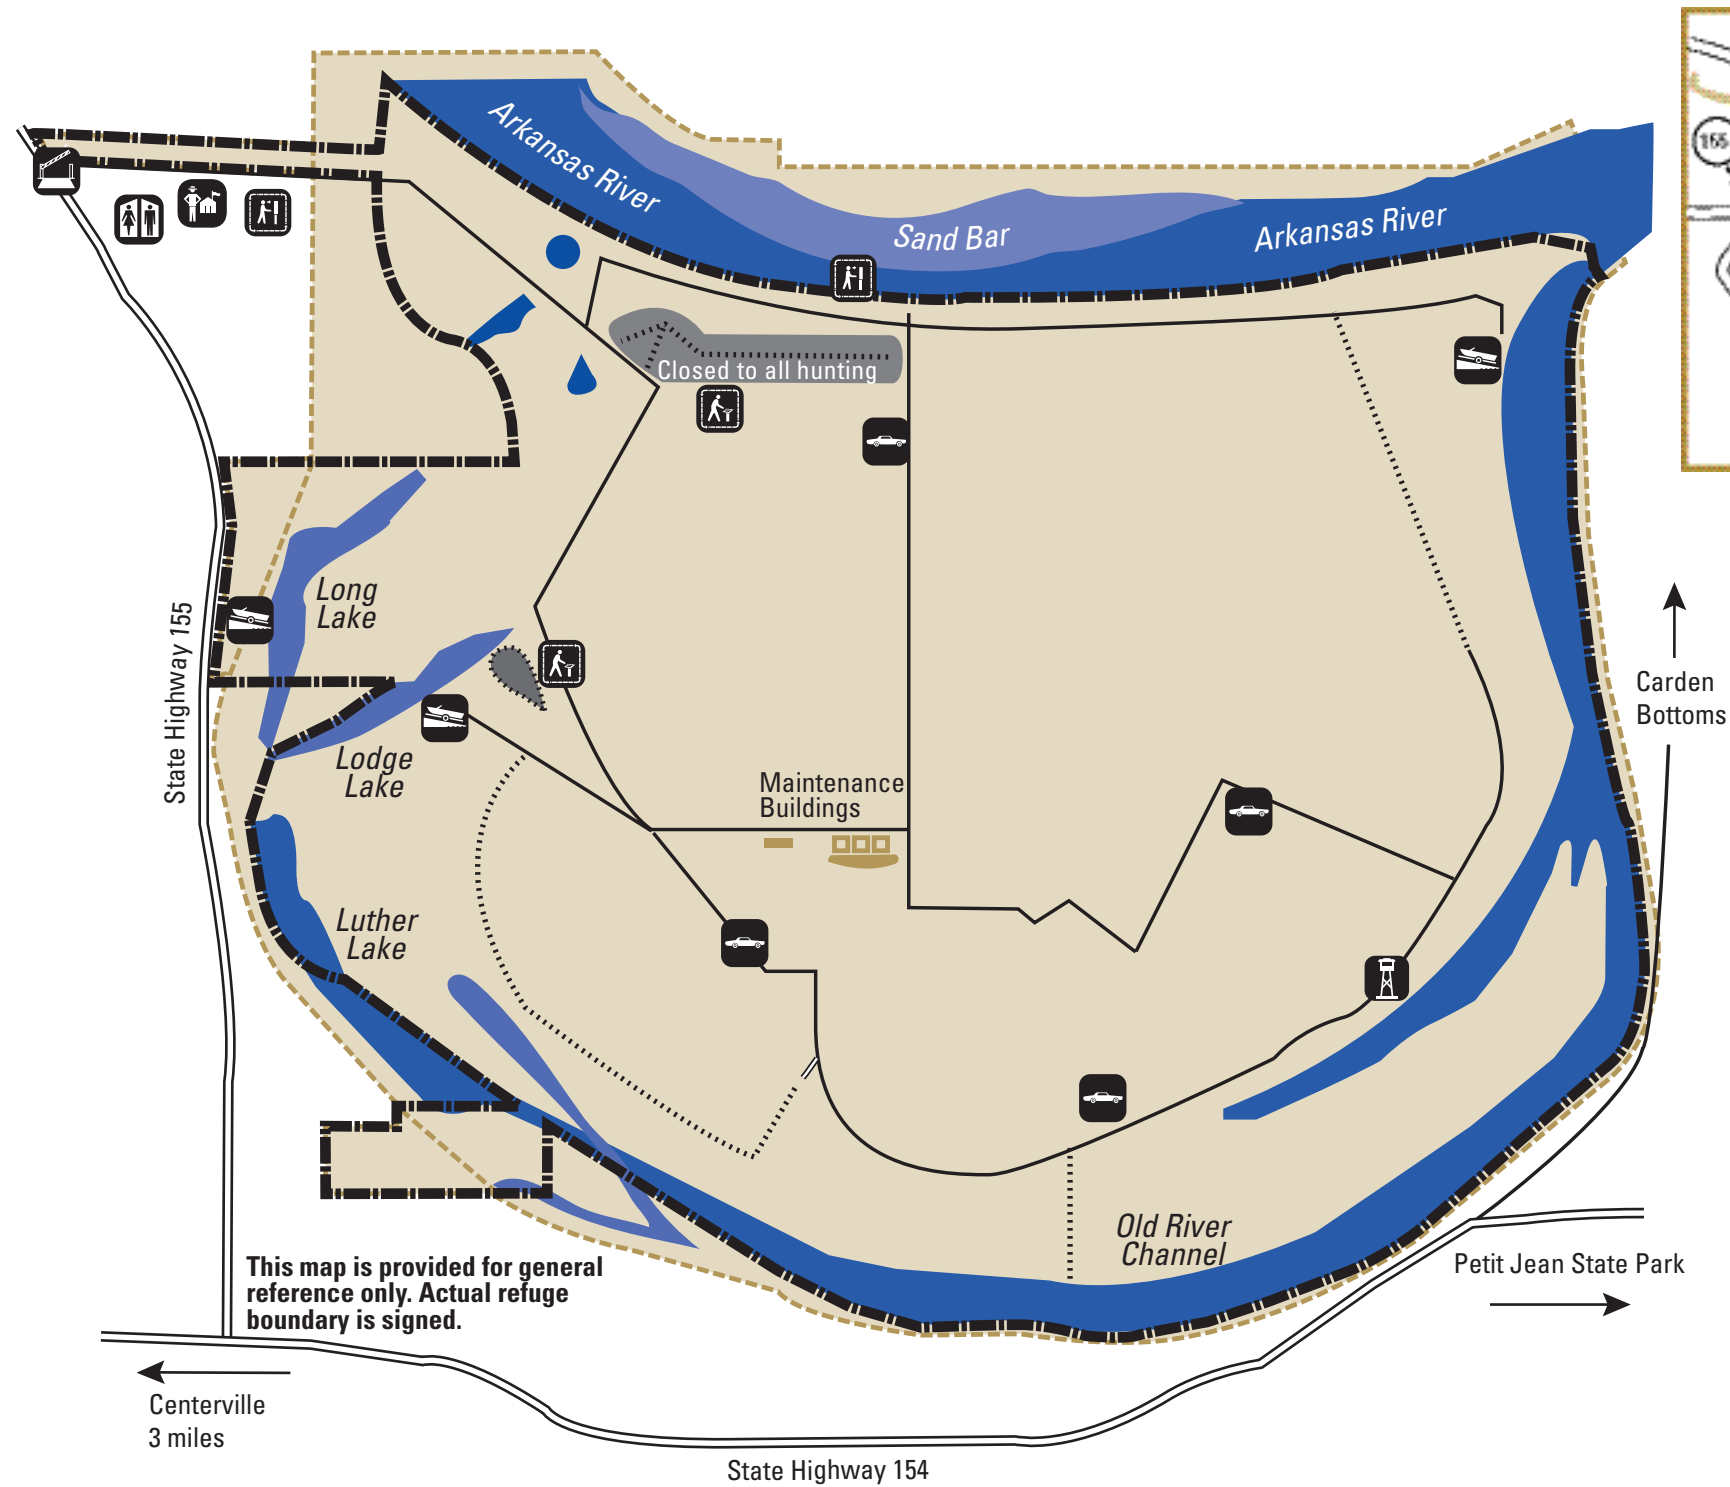 Arkansas River
Sand Bar
Arkansas River
155
Closed to all hunting
Long
Lake
State Highway 155
Carden
Bottoms
Lodge
Lake
Maintenance
Buildings
Luther
Lake
Old River
Channel
This map is provided for general
reference only. Actual refuge
boundary is signed.
Petit Jean State Park
Centerville
3 miles
State Highway 154